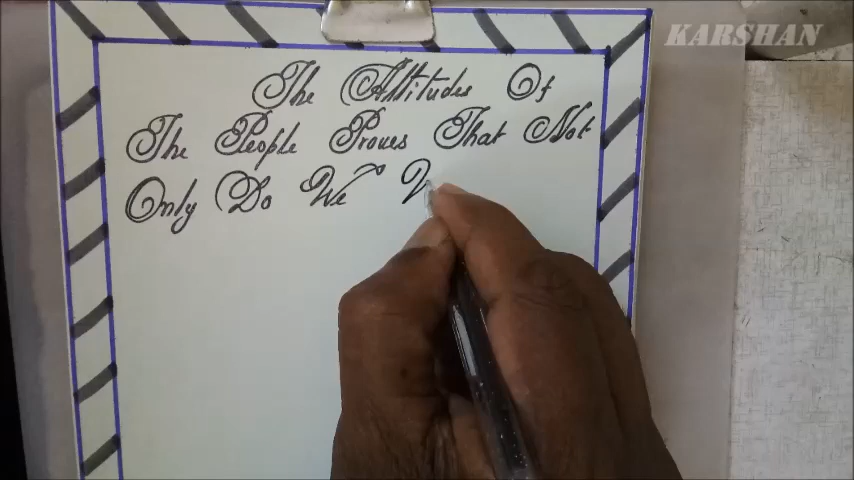 KARSHAN
The Attitudes Of
The People Proves That Not
Only Do We